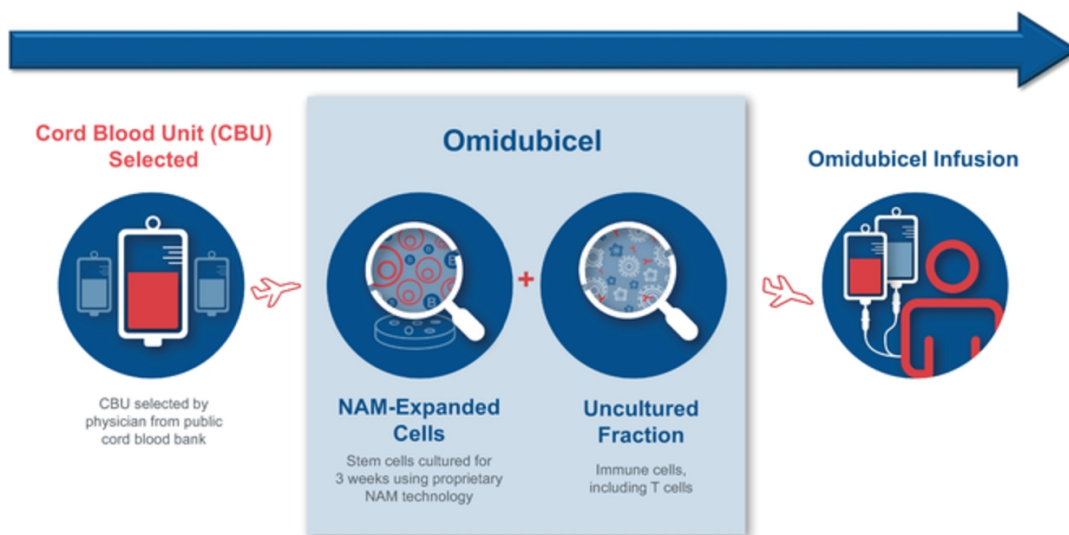 Cord Blood Unit (CBU)
Selected
CBU selected by
physician from public
cord blood bank
Omidubicel
NAM-Expanded
Cells
Stem cells cultured for
3 weeks using proprietary
NAM technology
+
Uncultured
Fraction
Immune cells,
including T cells
Omidubicel Infusion
B
B